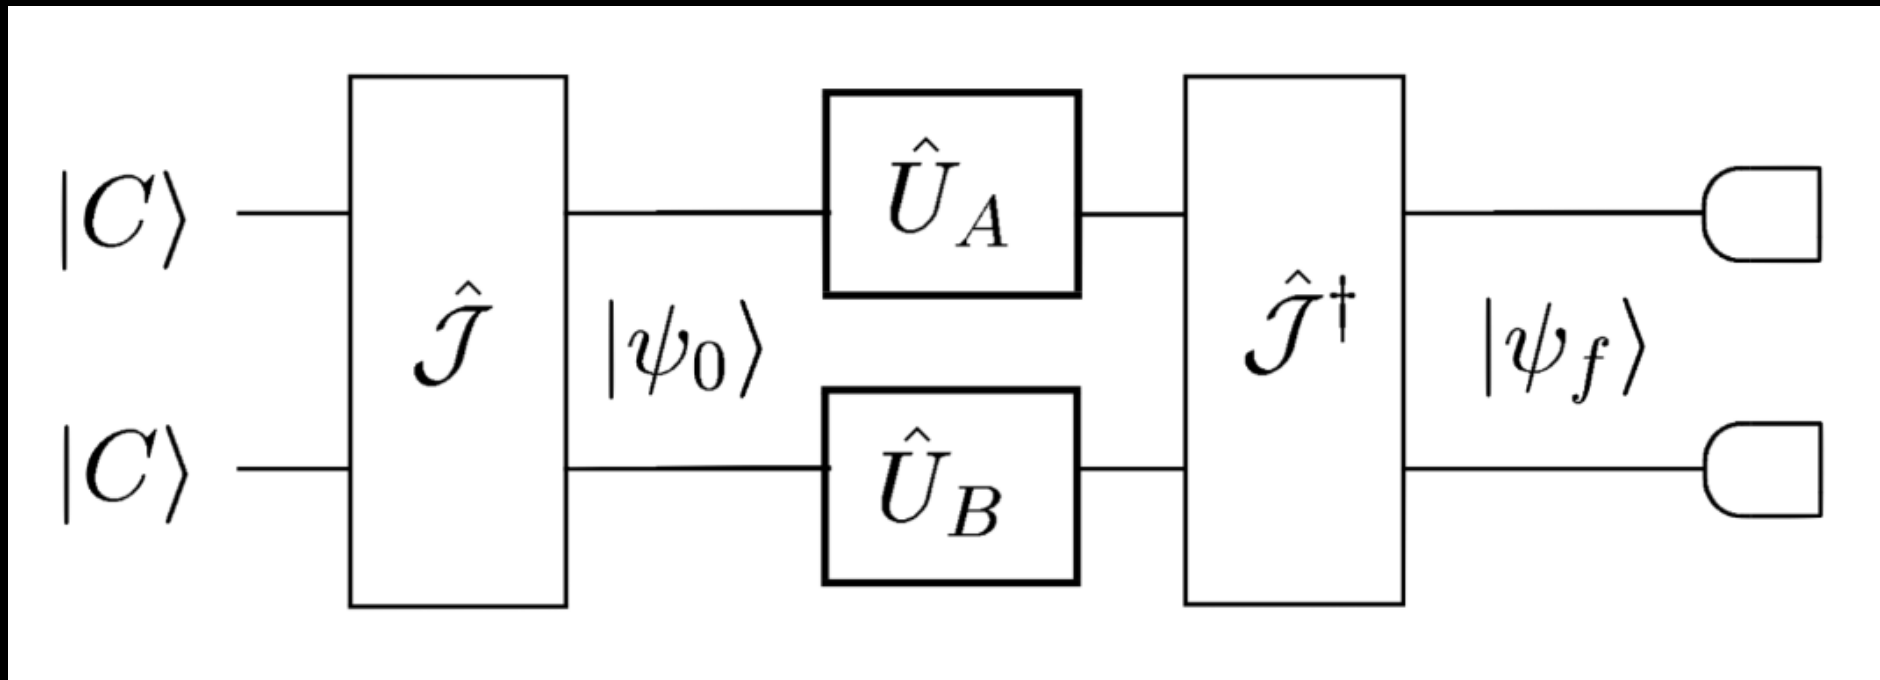 |C⟩
Ĵ
|ψ₀⟩
Û_A
Ĵ†
|ψ_f⟩
|C⟩
Û_B